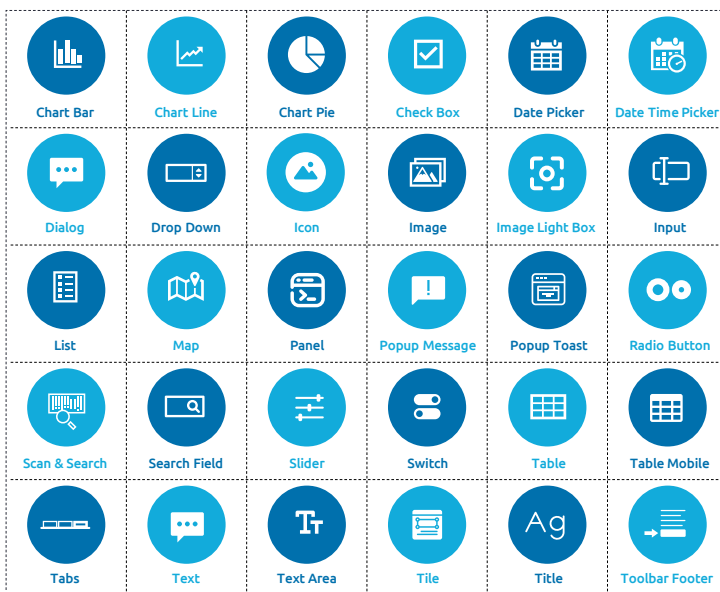 Chart Bar
Chart Line
Chart Pie
Check Box
Date Picker
Date Time Picker
Dialog
Drop Down
Icon
Image
Image Light Box
Input
List
Map
Panel
Popup Message
Popup Toast
Radio Button
Scan & Search
Search Field
Slider
Switch
Table
Table Mobile
Tabs
Text
Tт
Text Area
Tile
Ag
Title
Toolbar Footer